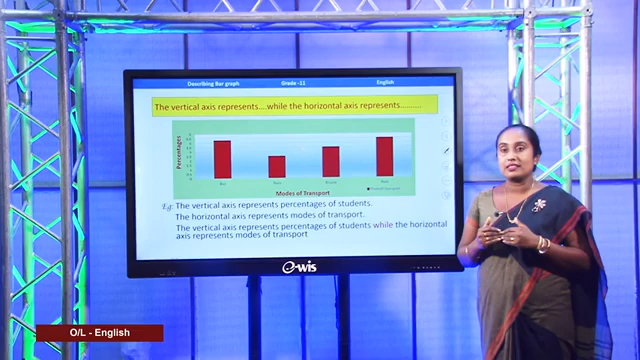 Describing Bar graph Grade -11 English
The vertical axis represents....while the horizontal axis represents..........
Percentages
Modes of Transport
Eg: The vertical axis represents percentages of students.
The horizontal axis represents modes of transport.
The vertical axis represents percentages of students while the horizontal
axis represents modes of transport
e-wis
O/L - English